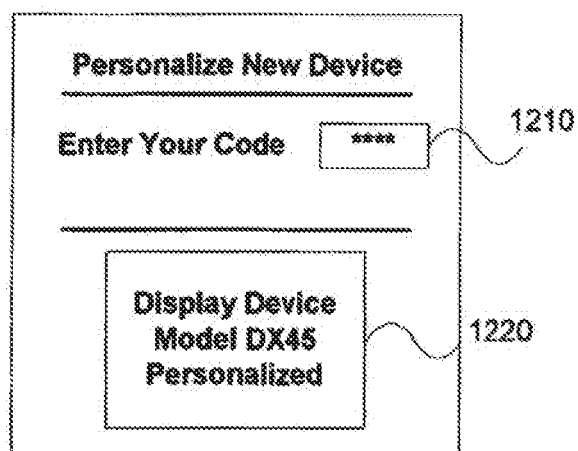 Personalize New Device
Enter Your Code **** 1210
Display Device
Model DX45 1220
Personalized